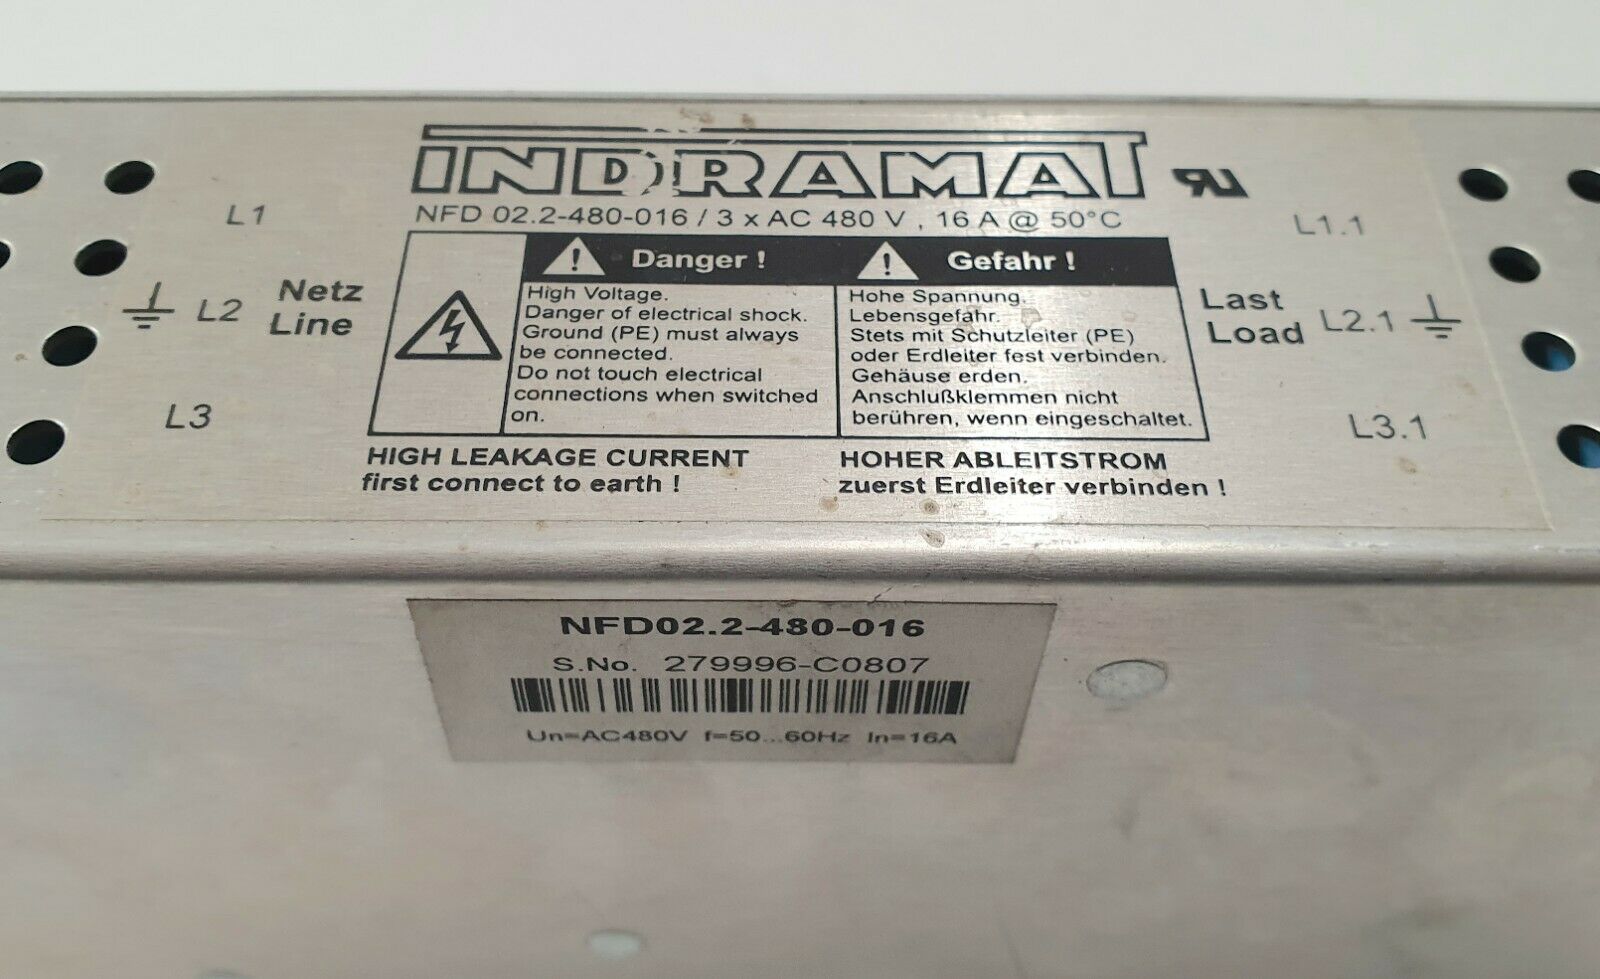 INDRAMAT
NFD 02.2-480-016 / 3 x AC 480 V , 16 A @ 50°C
L1
L2
L3
Netz
Line
Danger !
High Voltage.
Danger of electrical shock.
Ground (PE) must always
be connected.
Do not touch electrical
connections when switched
on.
Gefahr !
Hohe Spannung.
Lebensgefahr.
Stets mit Schutzleiter (PE)
oder Erdleiter fest verbinden.
Gehäuse erden.
Anschlußklemmen nicht
berühren, wenn eingeschaltet.
Last
Load
L1.1
L2.1
L3.1
HIGH LEAKAGE CURRENT
first connect to earth !
HOHER ABLEITSTROM
zuerst Erdleiter verbinden !
NFD02.2-480-016
S.No. 279996-C0807
Un=AC480V f=50...60Hz In=16A